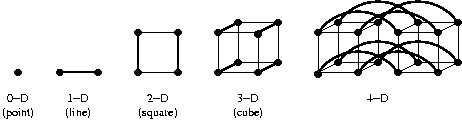 0–D 1–D 2–D 3–D 4–D
(point) (line) (square) (cube)